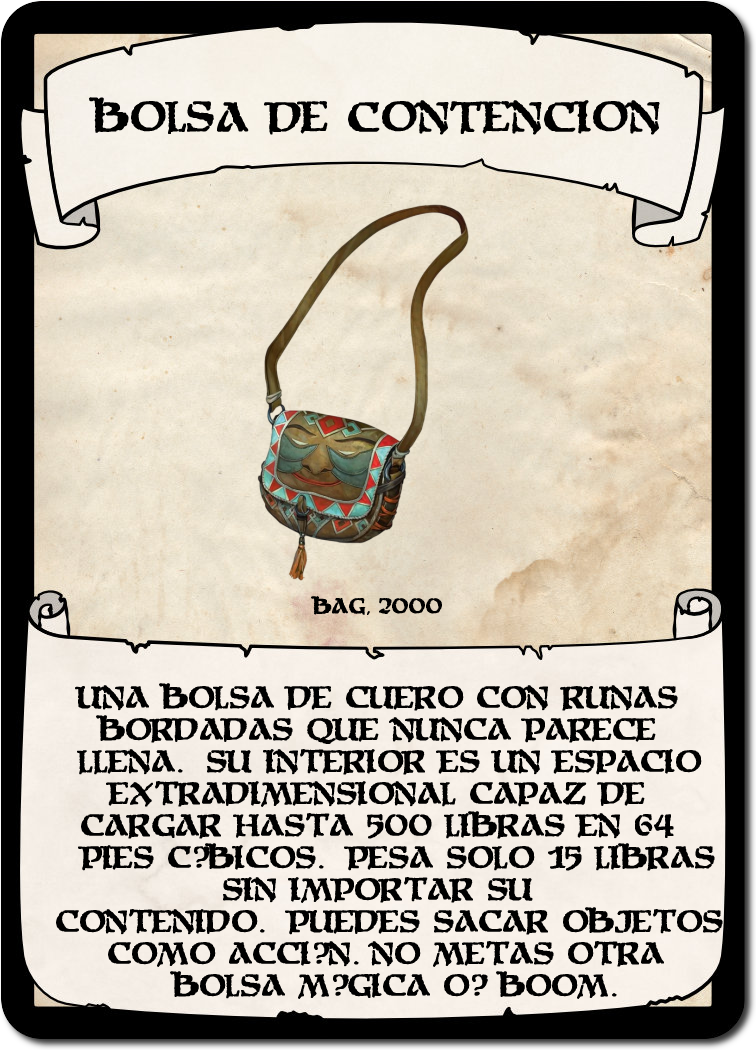 BOLSA DE CONTENCION
BAG, 2000
UNA BOLSA DE CUERO CON RUNAS
BORDADAS QUE NUNCA PARECE
LLENA. SU INTERIOR ES UN ESPACIO
EXTRADIMENSIONAL CAPAZ DE
CARGAR HASTA 500 LIBRAS EN 64
PIES C?BICOS. PESA SOLO 15 LIBRAS
SIN IMPORTAR SU
CONTENIDO. PUEDES SACAR OBJETOS
COMO ACCI?N. NO METAS OTRA
BOLSA M?GICA O? BOOM.